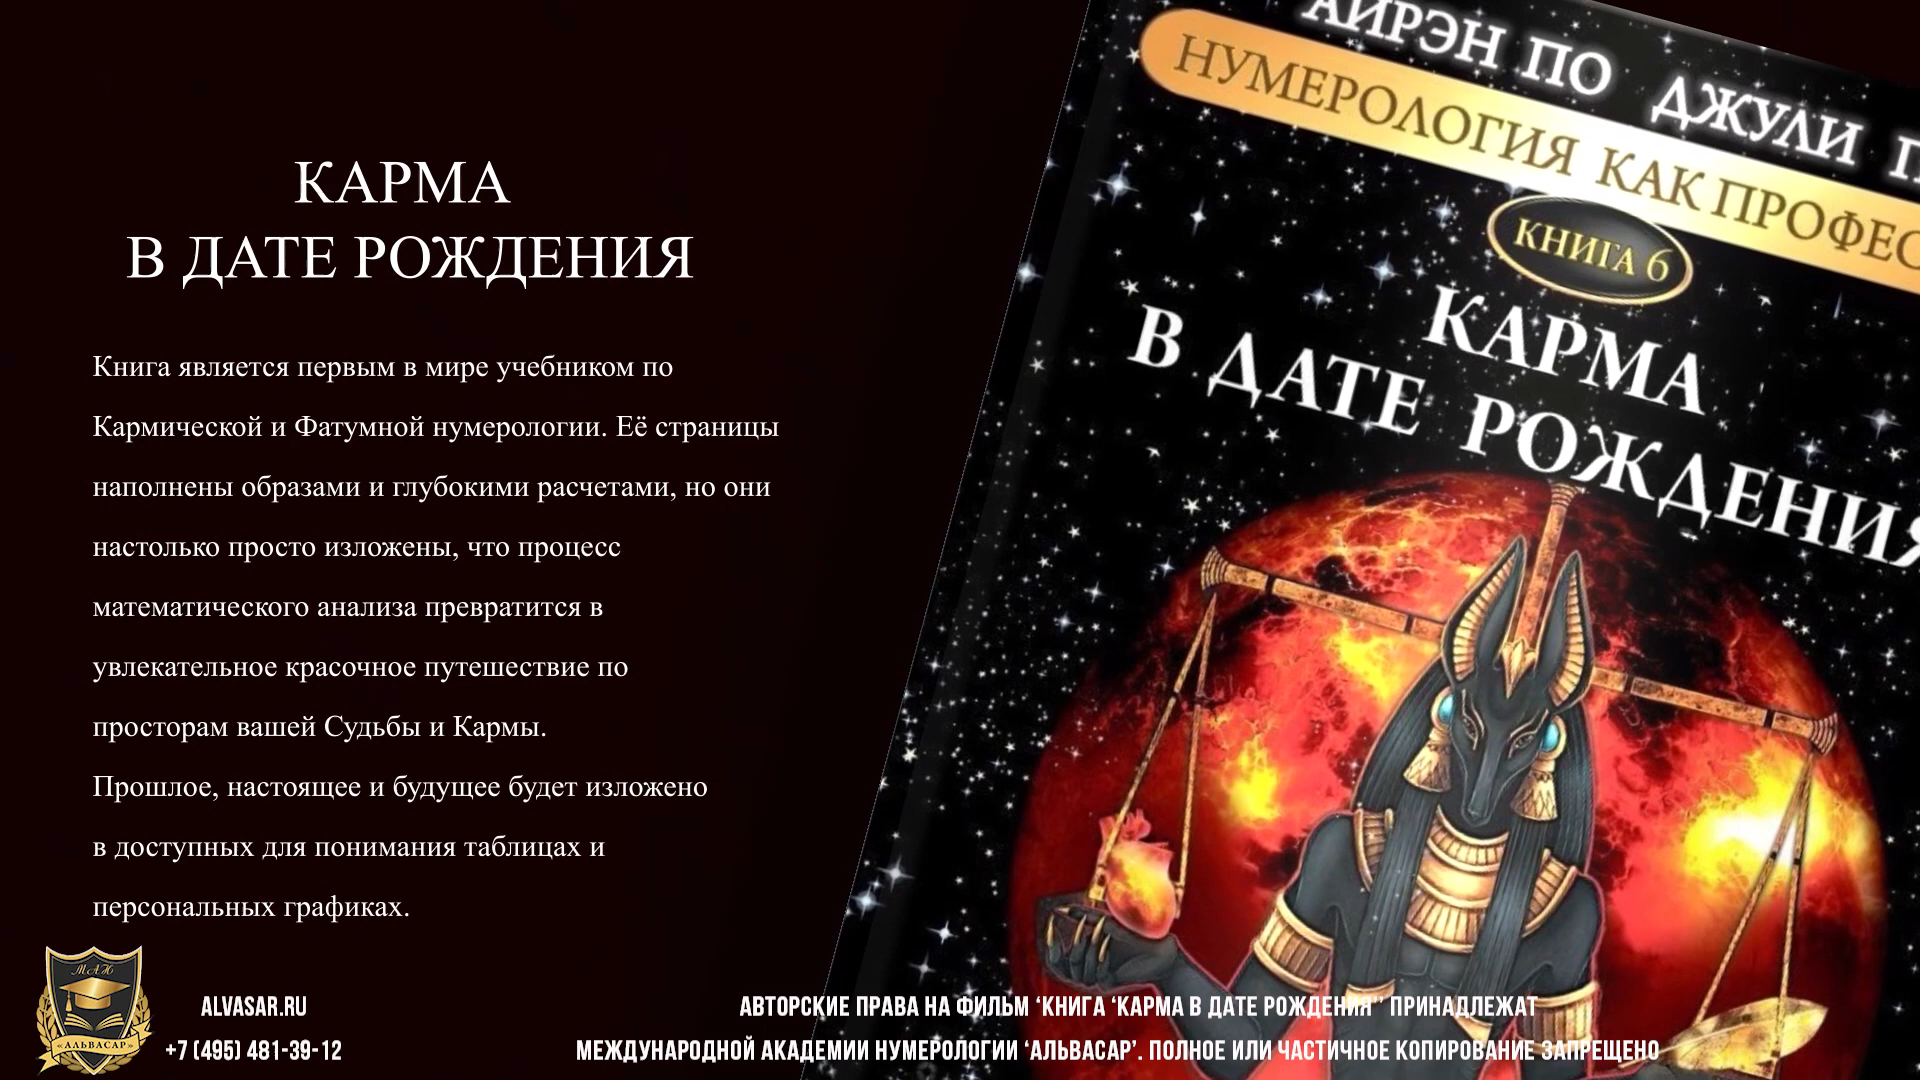 КАРМА
В ДАТЕ РОЖДЕНИЯ
Книга является первым в мире учебником по
Кармической и Фатумной нумерологии. Её страницы
наполнены образами и глубокими расчетами, но они
настолько просто изложены, что процесс
математического анализа превратится в
увлекательное красочное путешествие по
просторам вашей Судьбы и Кармы.
Прошлое, настоящее и будущее будет изложено
в доступных для понимания таблицах и
персональных графиках.
АЙРЭН ПО ДЖУЛИ П
НУМЕРОЛОГИЯ КАК ПРОФЕС
КНИГА 6
КАРМА
В ДАТЕ РОЖДЕНИЯ
МАН
«АЛЬВАСАР»
ALVASAR.RU
+7 (495) 481-39-12
АВТОРСКИЕ ПРАВА НА ФИЛЬМ ‘КНИГА ‘КАРМА В ДАТЕ РОЖДЕНИЯ’’ ПРИНАДЛЕЖАТ
МЕЖДУНАРОДНОЙ АКАДЕМИИ НУМЕРОЛОГИИ ‘АЛЬВАСАР’. ПОЛНОЕ ИЛИ ЧАСТИЧНОЕ КОПИРОВАНИЕ ЗАПРЕЩЕНО